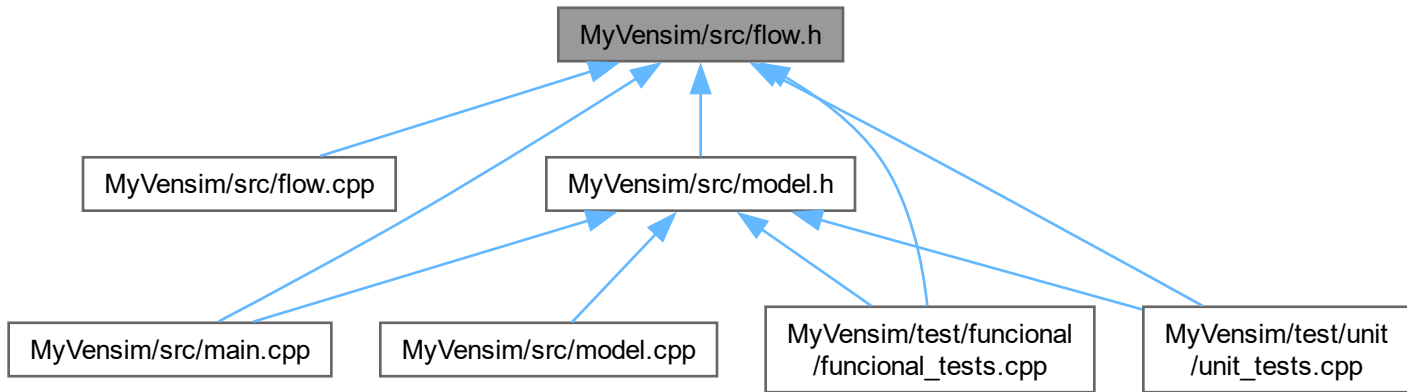 MyVensim/src/flow.h
MyVensim/src/flow.cpp
MyVensim/src/model.h
MyVensim/src/main.cpp
MyVensim/src/model.cpp
MyVensim/test/funcional
/funcional_tests.cpp
MyVensim/test/unit
/unit_tests.cpp